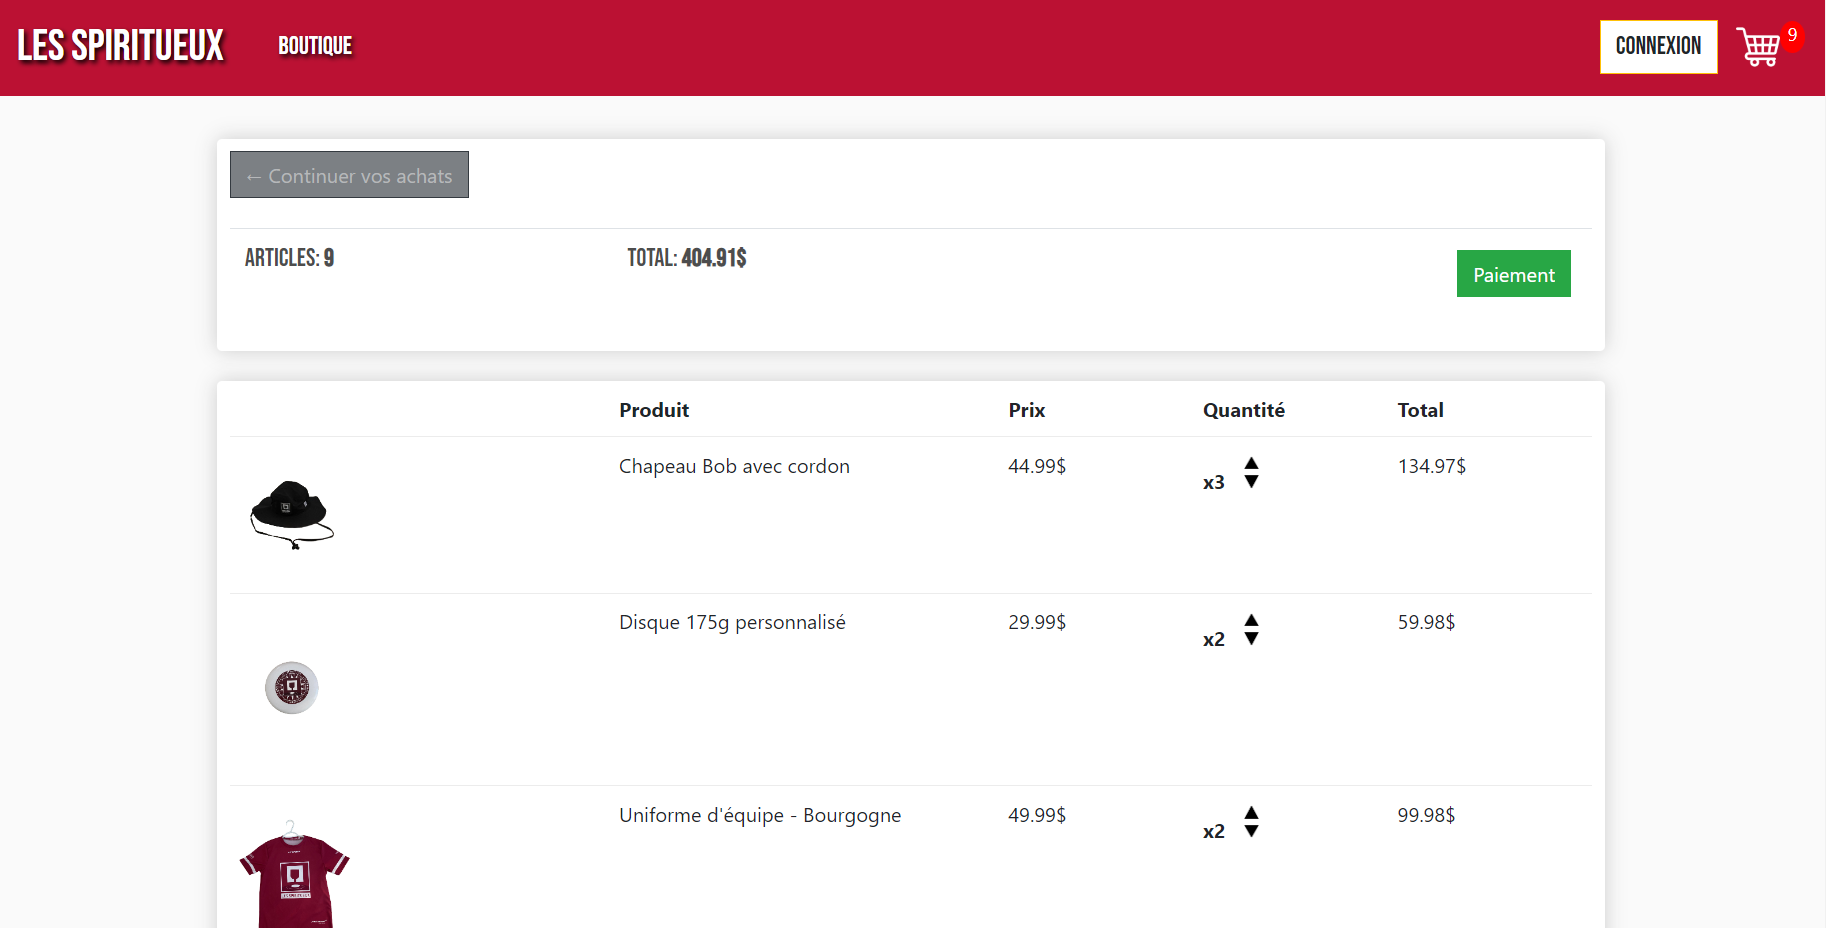 LES SPIRITUEUX
BOUTIQUE
CONNEXION
9
← Continuer vos achats
ARTICLES: 9
TOTAL: 404.91$
Paiement
Produit Prix Quantité Total
Chapeau Bob avec cordon 44.99$ x3 134.97$
Disque 175g personnalisé 29.99$ x2 59.98$
Uniforme d'équipe - Bourgogne 49.99$ x2 99.98$